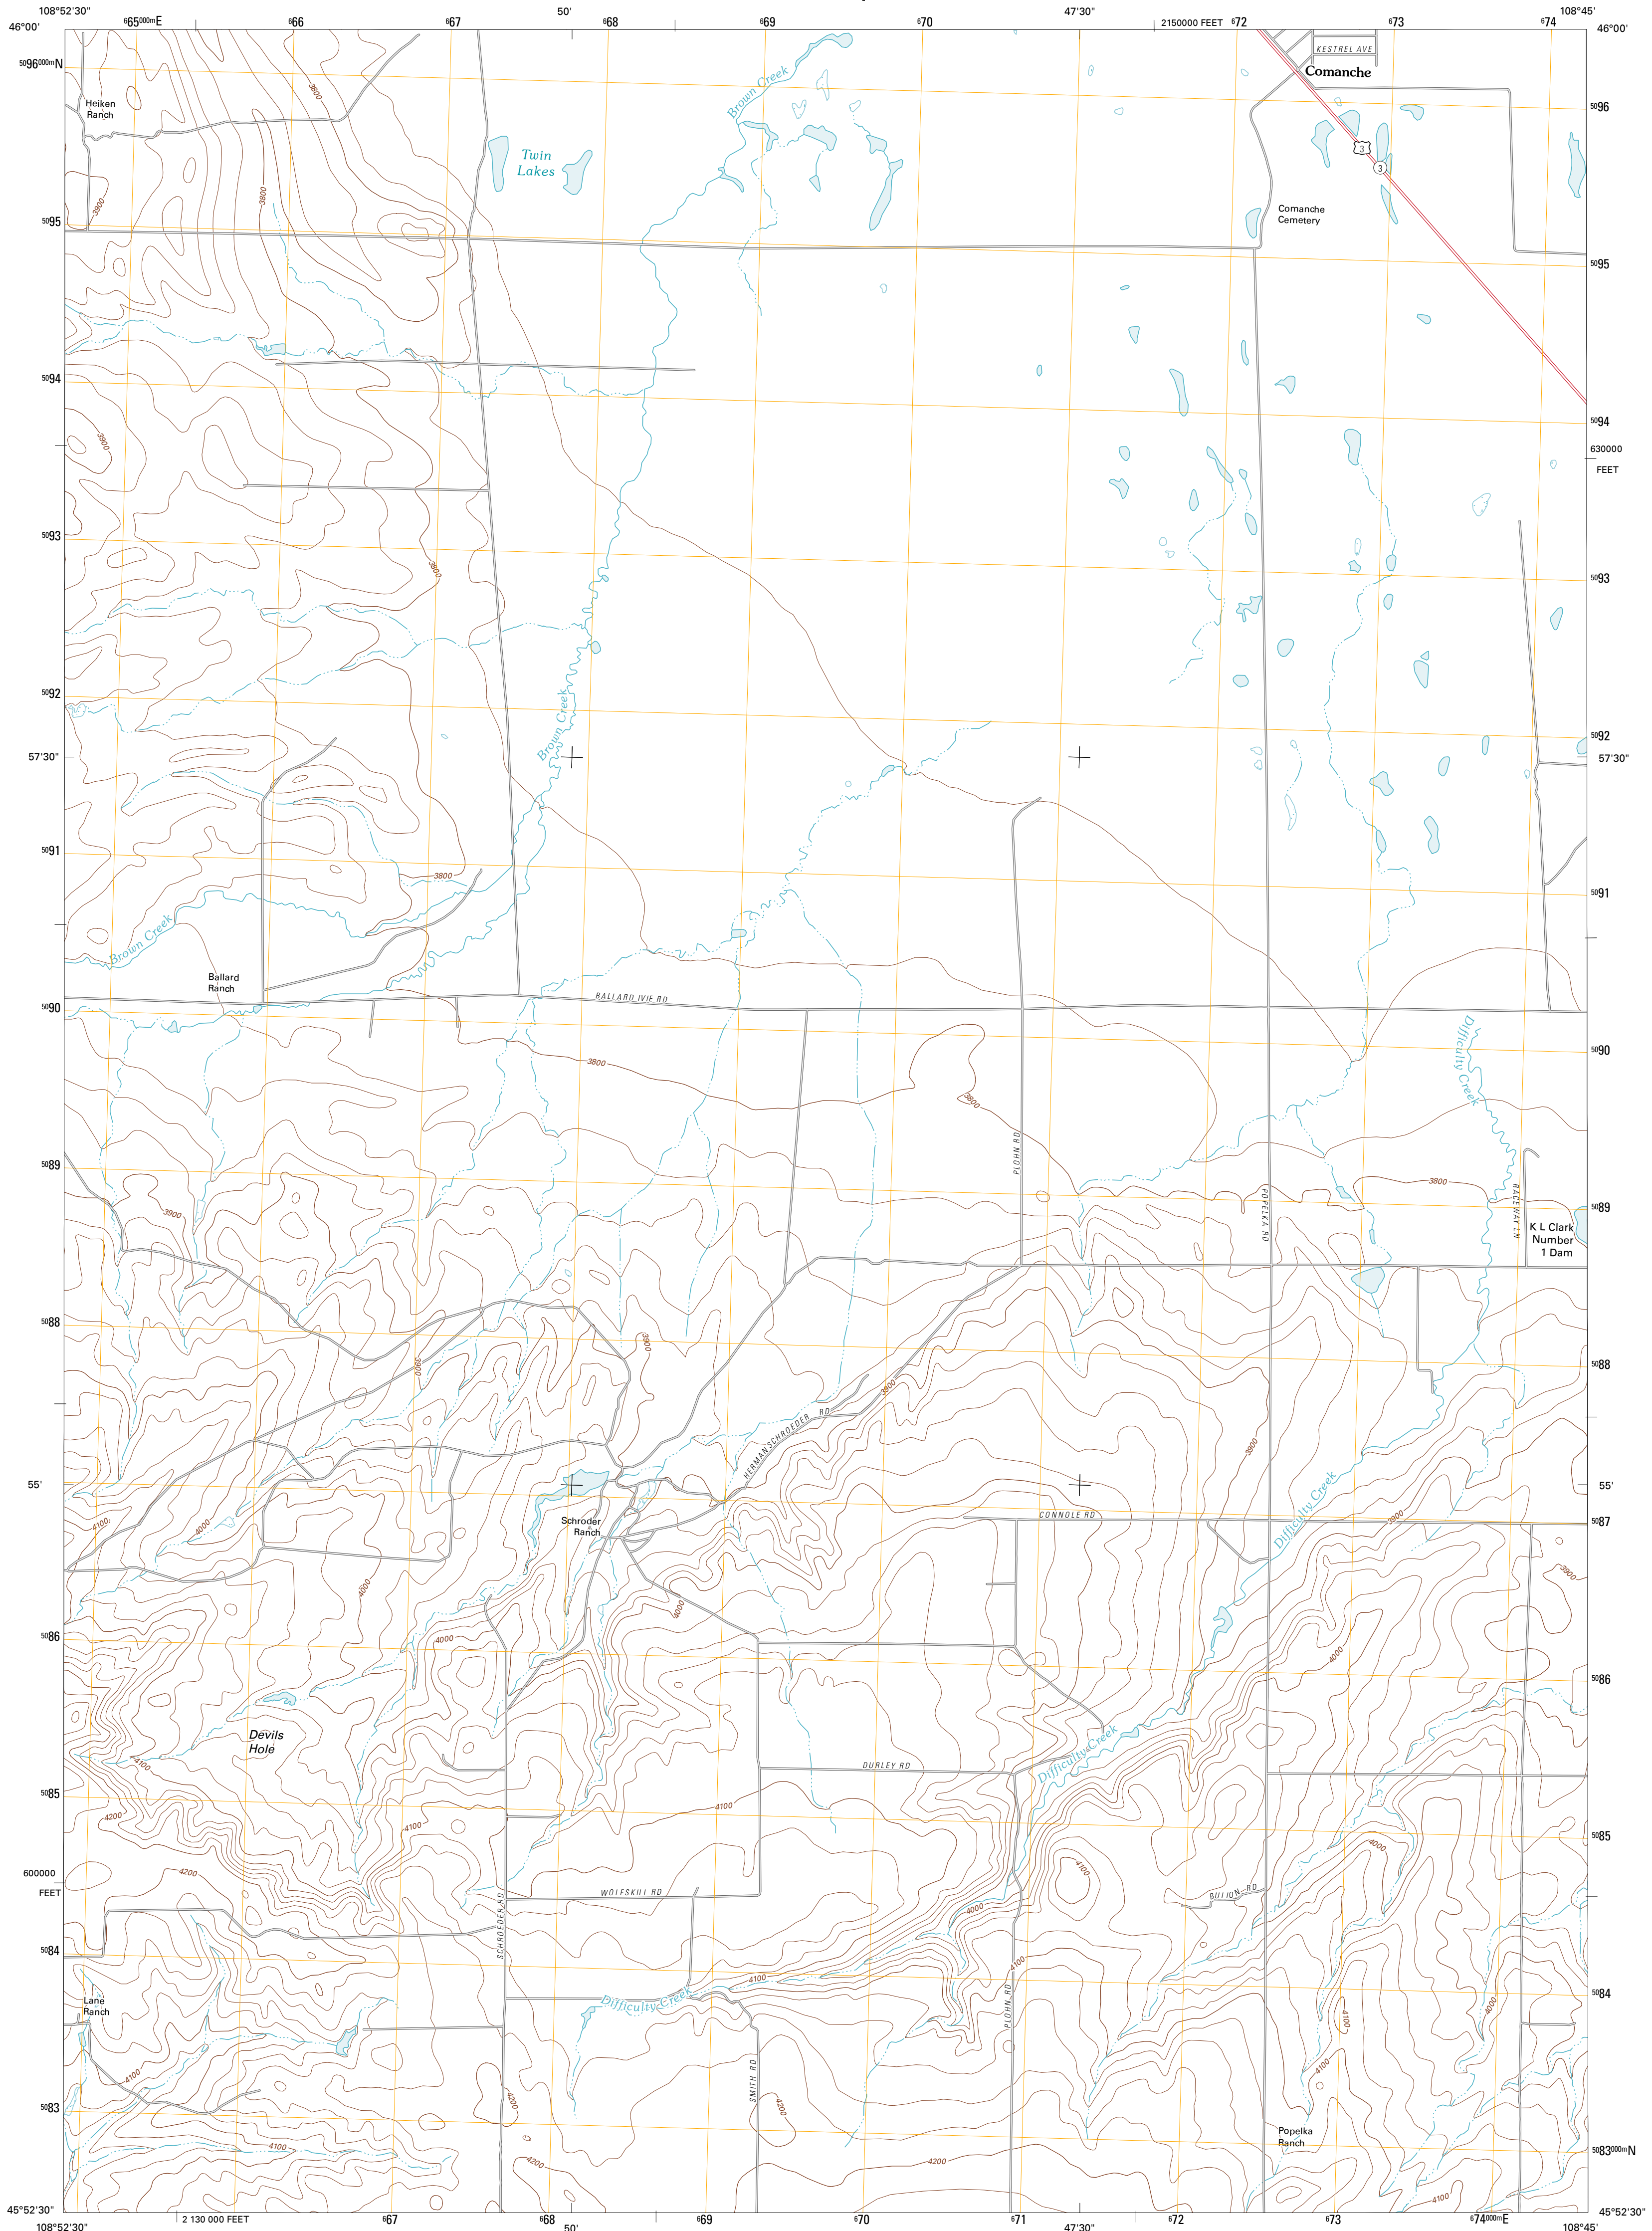 108°52'30"
⁶65⁰⁰⁰ᵐE
⁶66
⁶67
50'
⁶68
⁶69
⁶70
47'30"
2150000 FEET
⁶72
⁶73
⁶74
108°45'
46°00'
46°00'
⁵⁰96⁰⁰⁰ᵐN
KESTREL AVE
Comanche
Brown Creek
3800
Heiken
Ranch
⁵⁰96
3
3
Twin
Lakes
3800
3900
Comanche
Cemetery
⁵⁰95
⁵⁰95
⁵⁰94
⁵⁰94
3900
630000
FEET
⁵⁰93
3800
⁵⁰93
⁵⁰92
Brown Creek
⁵⁰92
57'30"
57'30"
⁵⁰91
3800
⁵⁰91
Brown Creek
Ballard
Ranch
BALLARD IVIE RD
⁵⁰90
Difficulty Creek
⁵⁰90
3800
3800
PLOHN RD
⁵⁰89
3800
3900
POPELKA RD
RACEWAY LN
⁵⁰89
K L Clark
Number
1 Dam
⁵⁰88
3900
3900
⁵⁰88
3900
HERMAN SCHROEDER RD
3900
55'
55'
Difficulty Creek
4100
4000
Schroder
Ranch
CONNOLE RD
3900
⁵⁰87
3900
4000
4000
⁵⁰86
4000
4000
⁵⁰86
Devils
Hole
Difficulty Creek
4100
DURLEY RD
⁵⁰85
4200
4100
4100
⁵⁰85
4000
4100
600000
FEET
4200
WOLFSKILL RD
BULJON RD
4000
SCHROEDER RD
⁵⁰84
4100
4100
Lane
Ranch
Difficulty Creek
PLOHN RD
4100
4000
⁵⁰84
4100
SMITH RD
4100
4200
4200
⁵⁰83
Popelka
Ranch
4100
4200
4200
⁵⁰83⁰⁰⁰ᵐN
4100
45°52'30"
45°52'30"
108°52'30"
2 130 000 FEET
⁶67
⁶68
50'
⁶69
⁶70
⁶71
47'30"
⁶72
⁶73
⁶74⁰⁰⁰ᵐE
108°45'